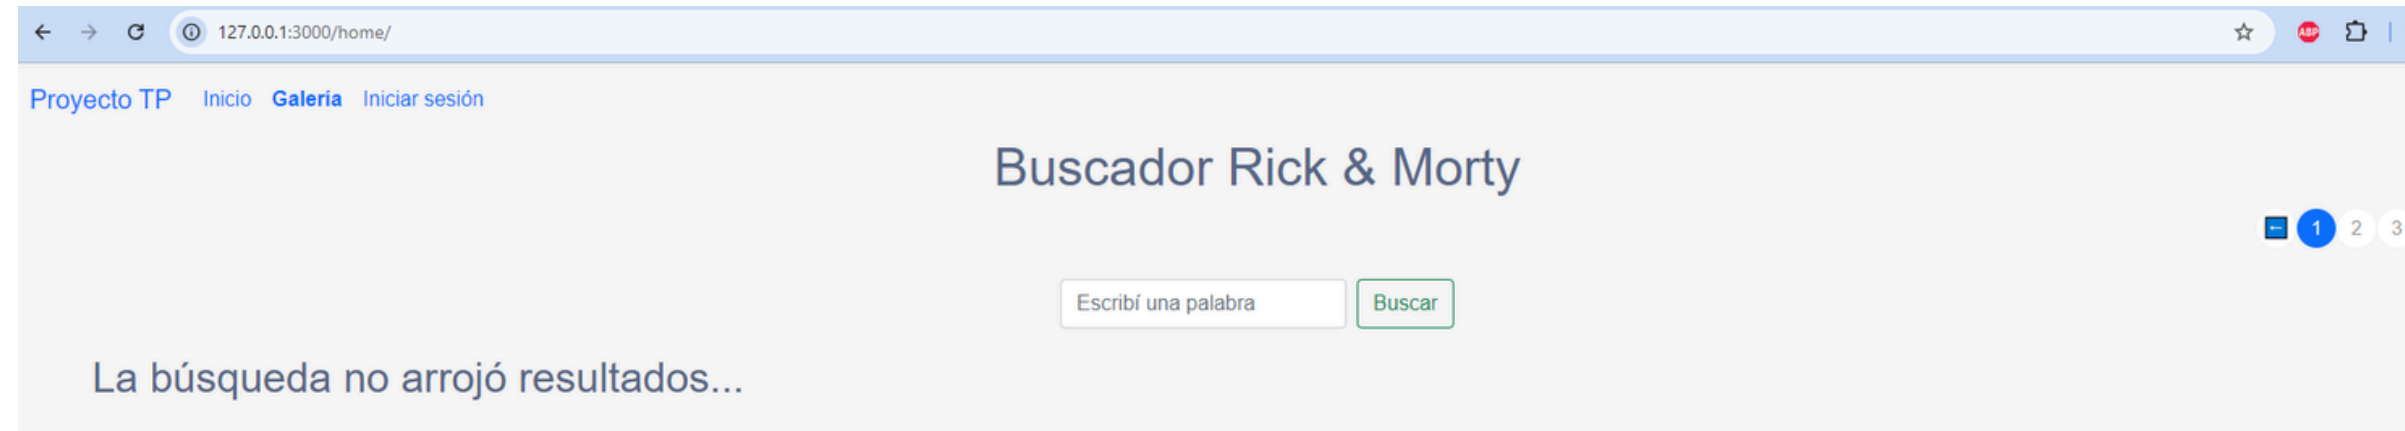 127.0.0.1:3000/home/
ABP
Proyecto TP Inicio Galería Iniciar sesión
Buscador Rick & Morty
1 2 3
Escribí una palabra Buscar
La búsqueda no arrojó resultados...